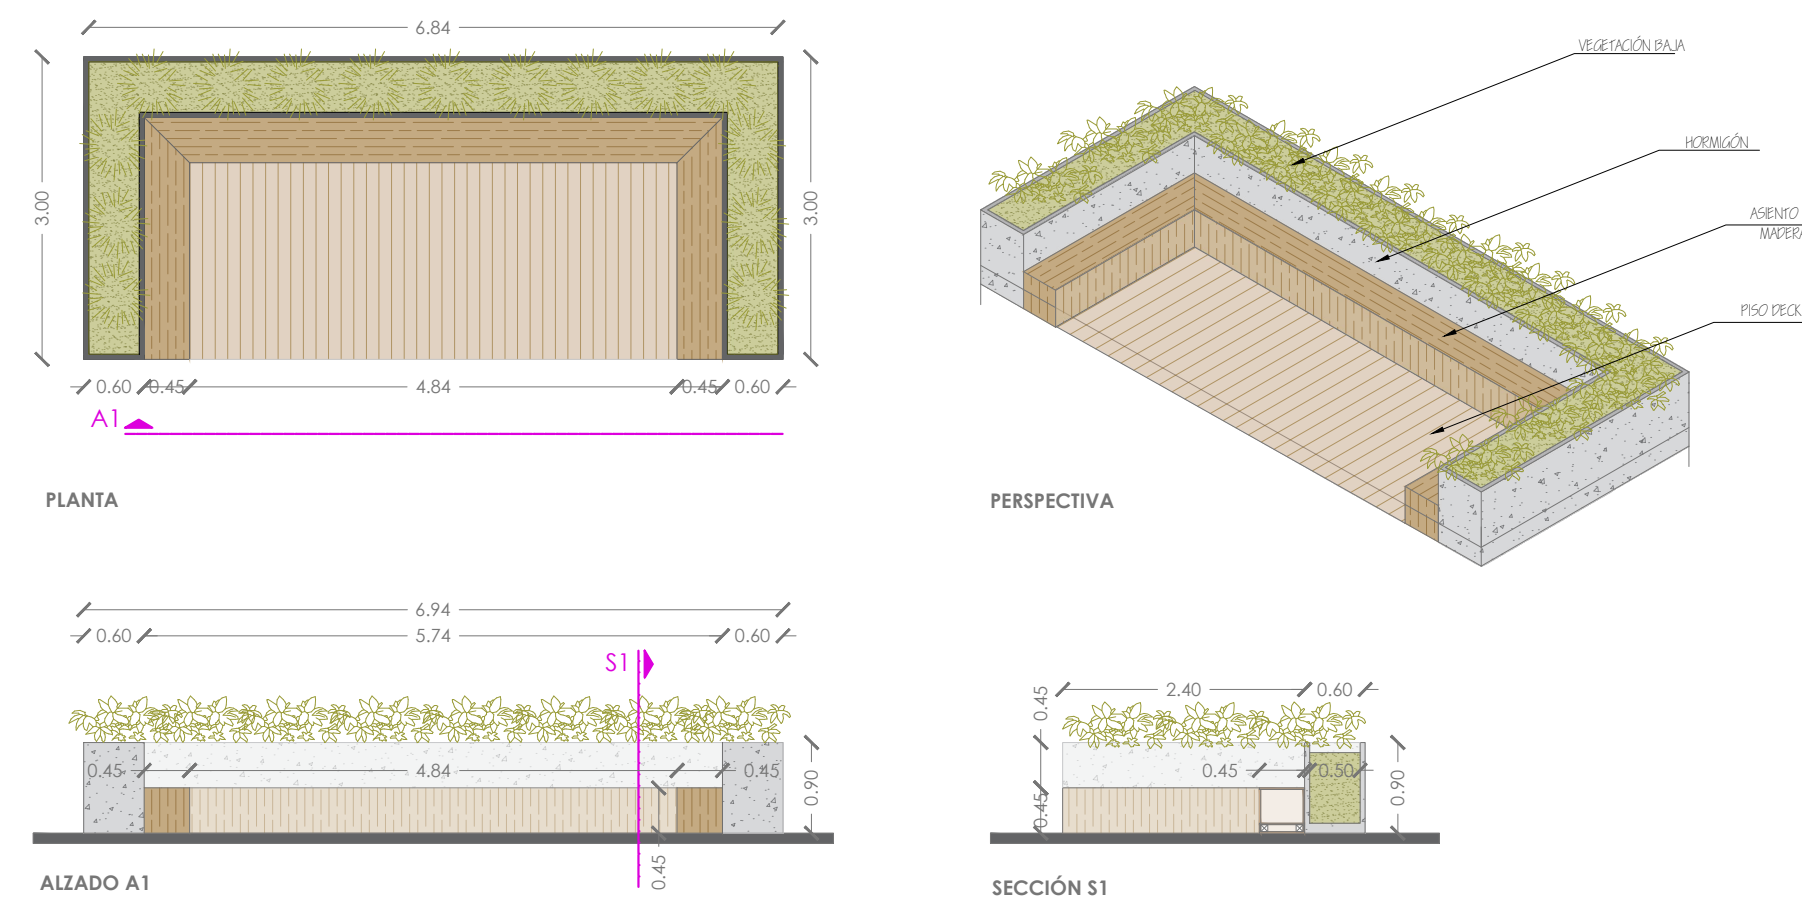 6.84
3.00
3.00
0.60
0.45
4.84
0.45
0.60
A1
PLANTA
VEGETACIÓN BAJA
HORMIGÓN
ASIENTO
MADERA
PISO DECK
PERSPECTIVA
6.94
0.60
5.74
0.60
S1
0.45
4.84
0.45
0.90
0.45
ALZADO A1
0.45
2.40
0.60
0.45
0.50
0.45
0.90
SECCIÓN S1